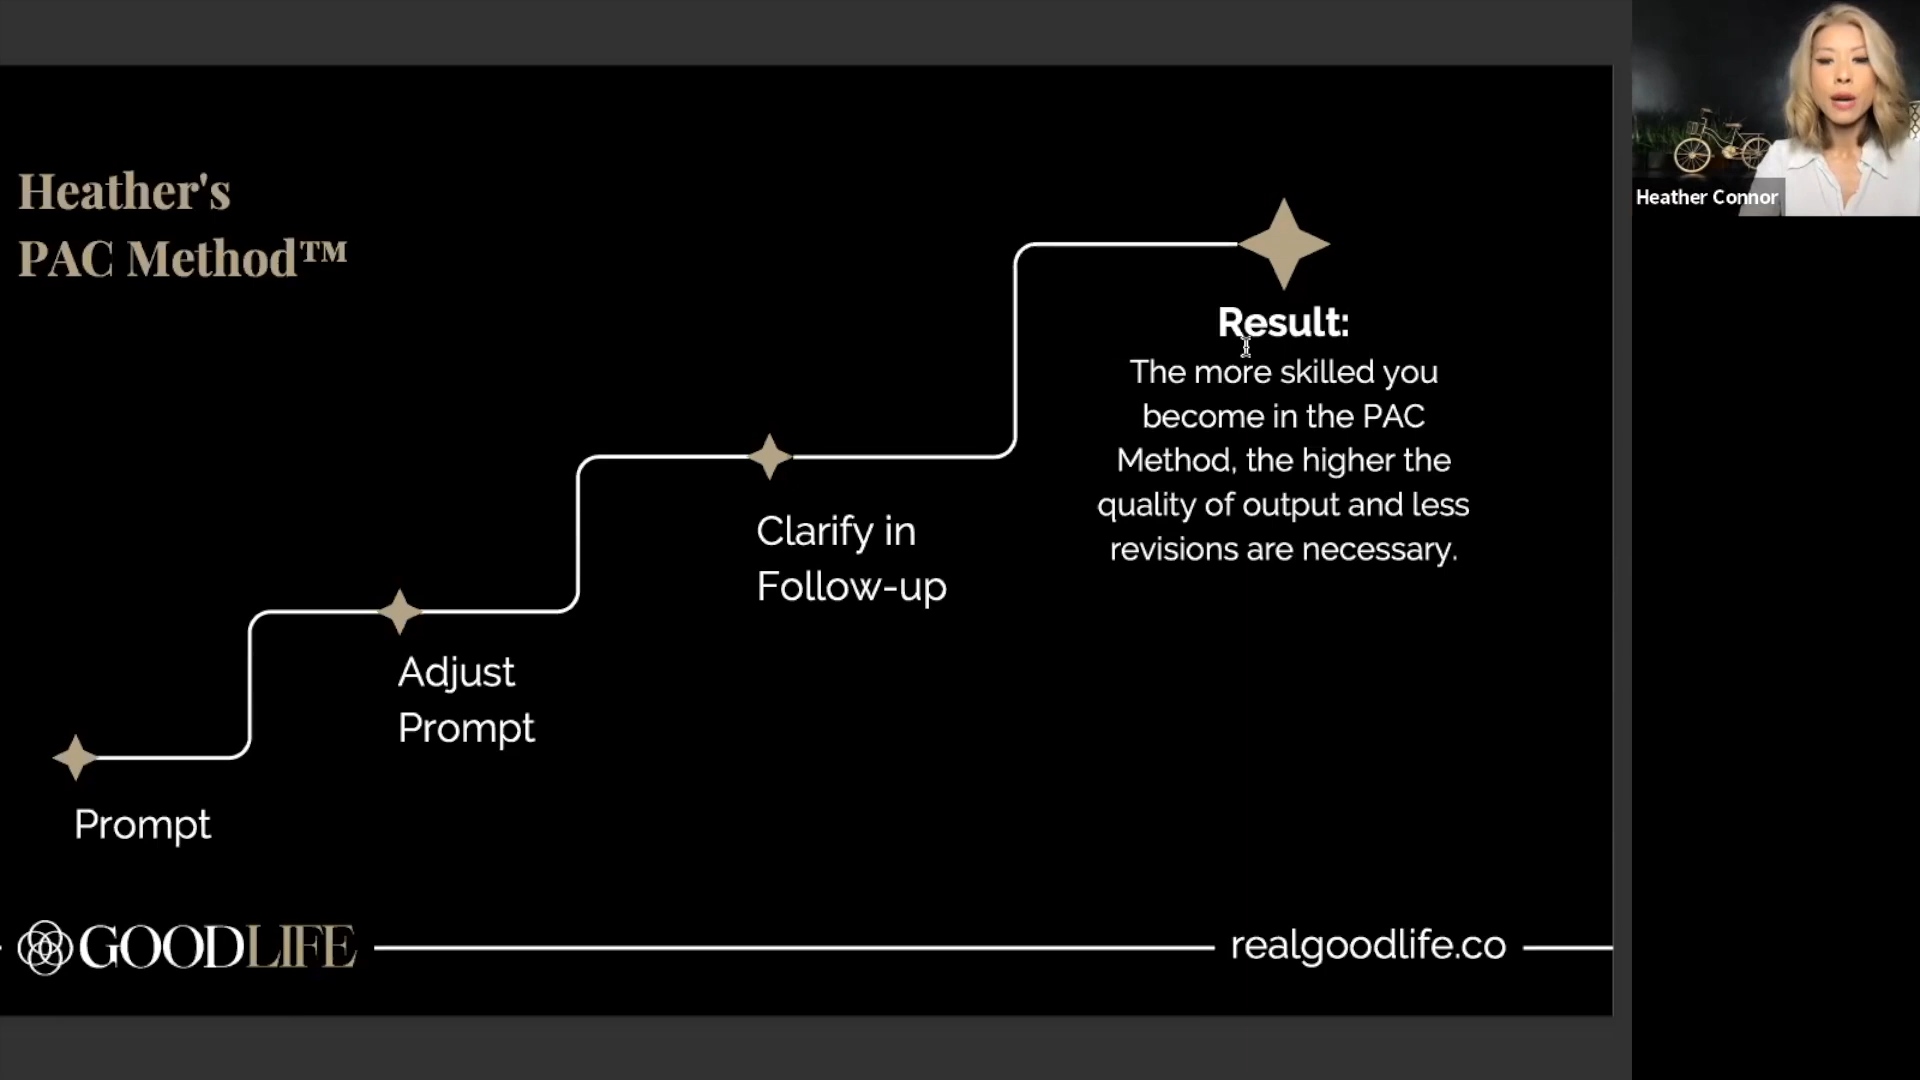 Heather's
PAC Method™
Result:
The more skilled you
become in the PAC
Method, the higher the
quality of output and less
revisions are necessary.
Clarify in
Follow-up
Adjust
Prompt
Prompt
GOODLIFE
realgoodlife.co
Heather Connor